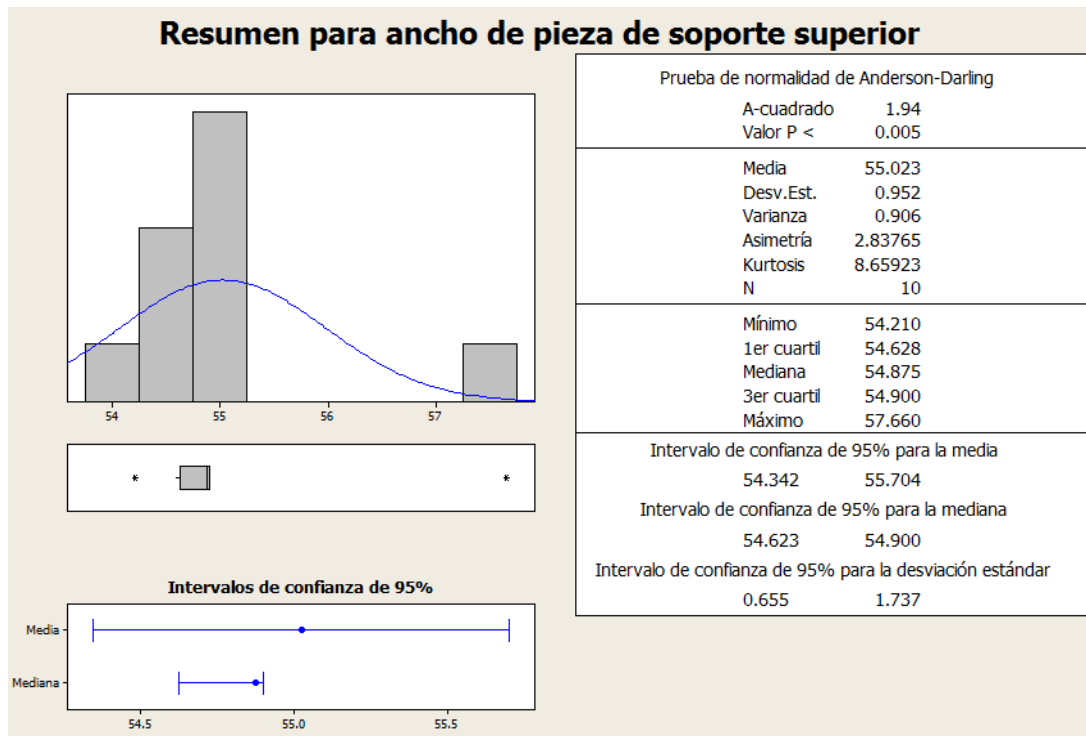 Resumen para ancho de pieza de soporte superior
54 55 56 57
Intervalos de confianza de 95%
Media
Mediana
54.5 55.0 55.5
Prueba de normalidad de Anderson-Darling
A-cuadrado 1.94
Valor P < 0.005
Media 55.023
Desv.Est. 0.952
Varianza 0.906
Asimetría 2.83765
Kurtosis 8.65923
N 10
Mínimo 54.210
1er cuartil 54.628
Mediana 54.875
3er cuartil 54.900
Máximo 57.660
Intervalo de confianza de 95% para la media
54.342 55.704
Intervalo de confianza de 95% para la mediana
54.623 54.900
Intervalo de confianza de 95% para la desviación estándar
0.655 1.737